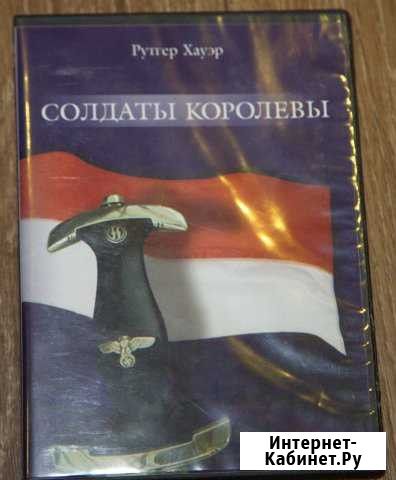 Рутгер Хауэр
СОЛДАТЫ КОРОЛЕВЫ
Интернет-
Кабинет.Ру